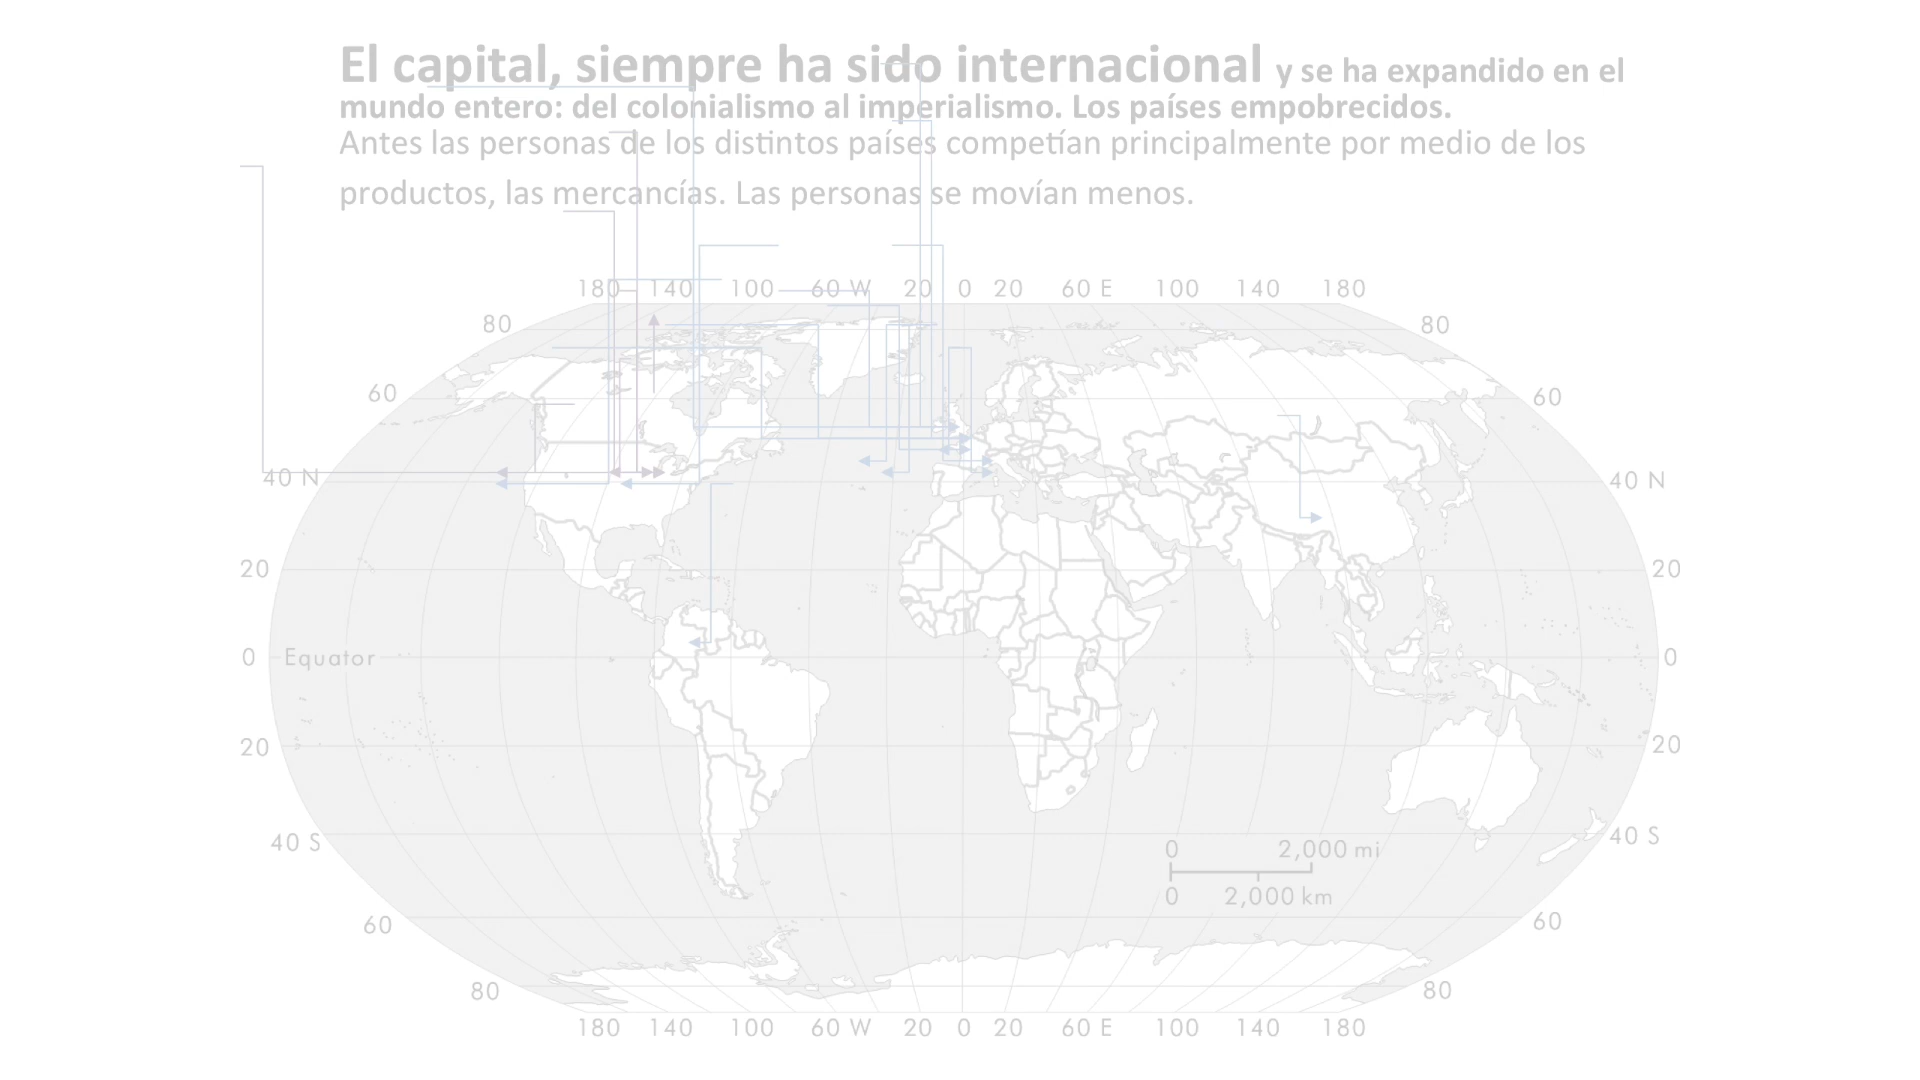 El capital, siempre ha sido internacional y se ha expandido en el
mundo entero: del colonialismo al imperialismo. Los países empobrecidos.
Antes las personas de los distintos países competían principalmente por medio de los
productos, las mercancías. Las personas se movían menos.
180 140 100 60 W 20 0 20 60 E 100 140 180
80 80
60 60
40 N 40 N
20 20
0 Equator 0
20 20
40 S 40 S
0 2,000 mi
0 2,000 km
60 60
80 80
180 140 100 60 W 20 0 20 60 E 100 140 180